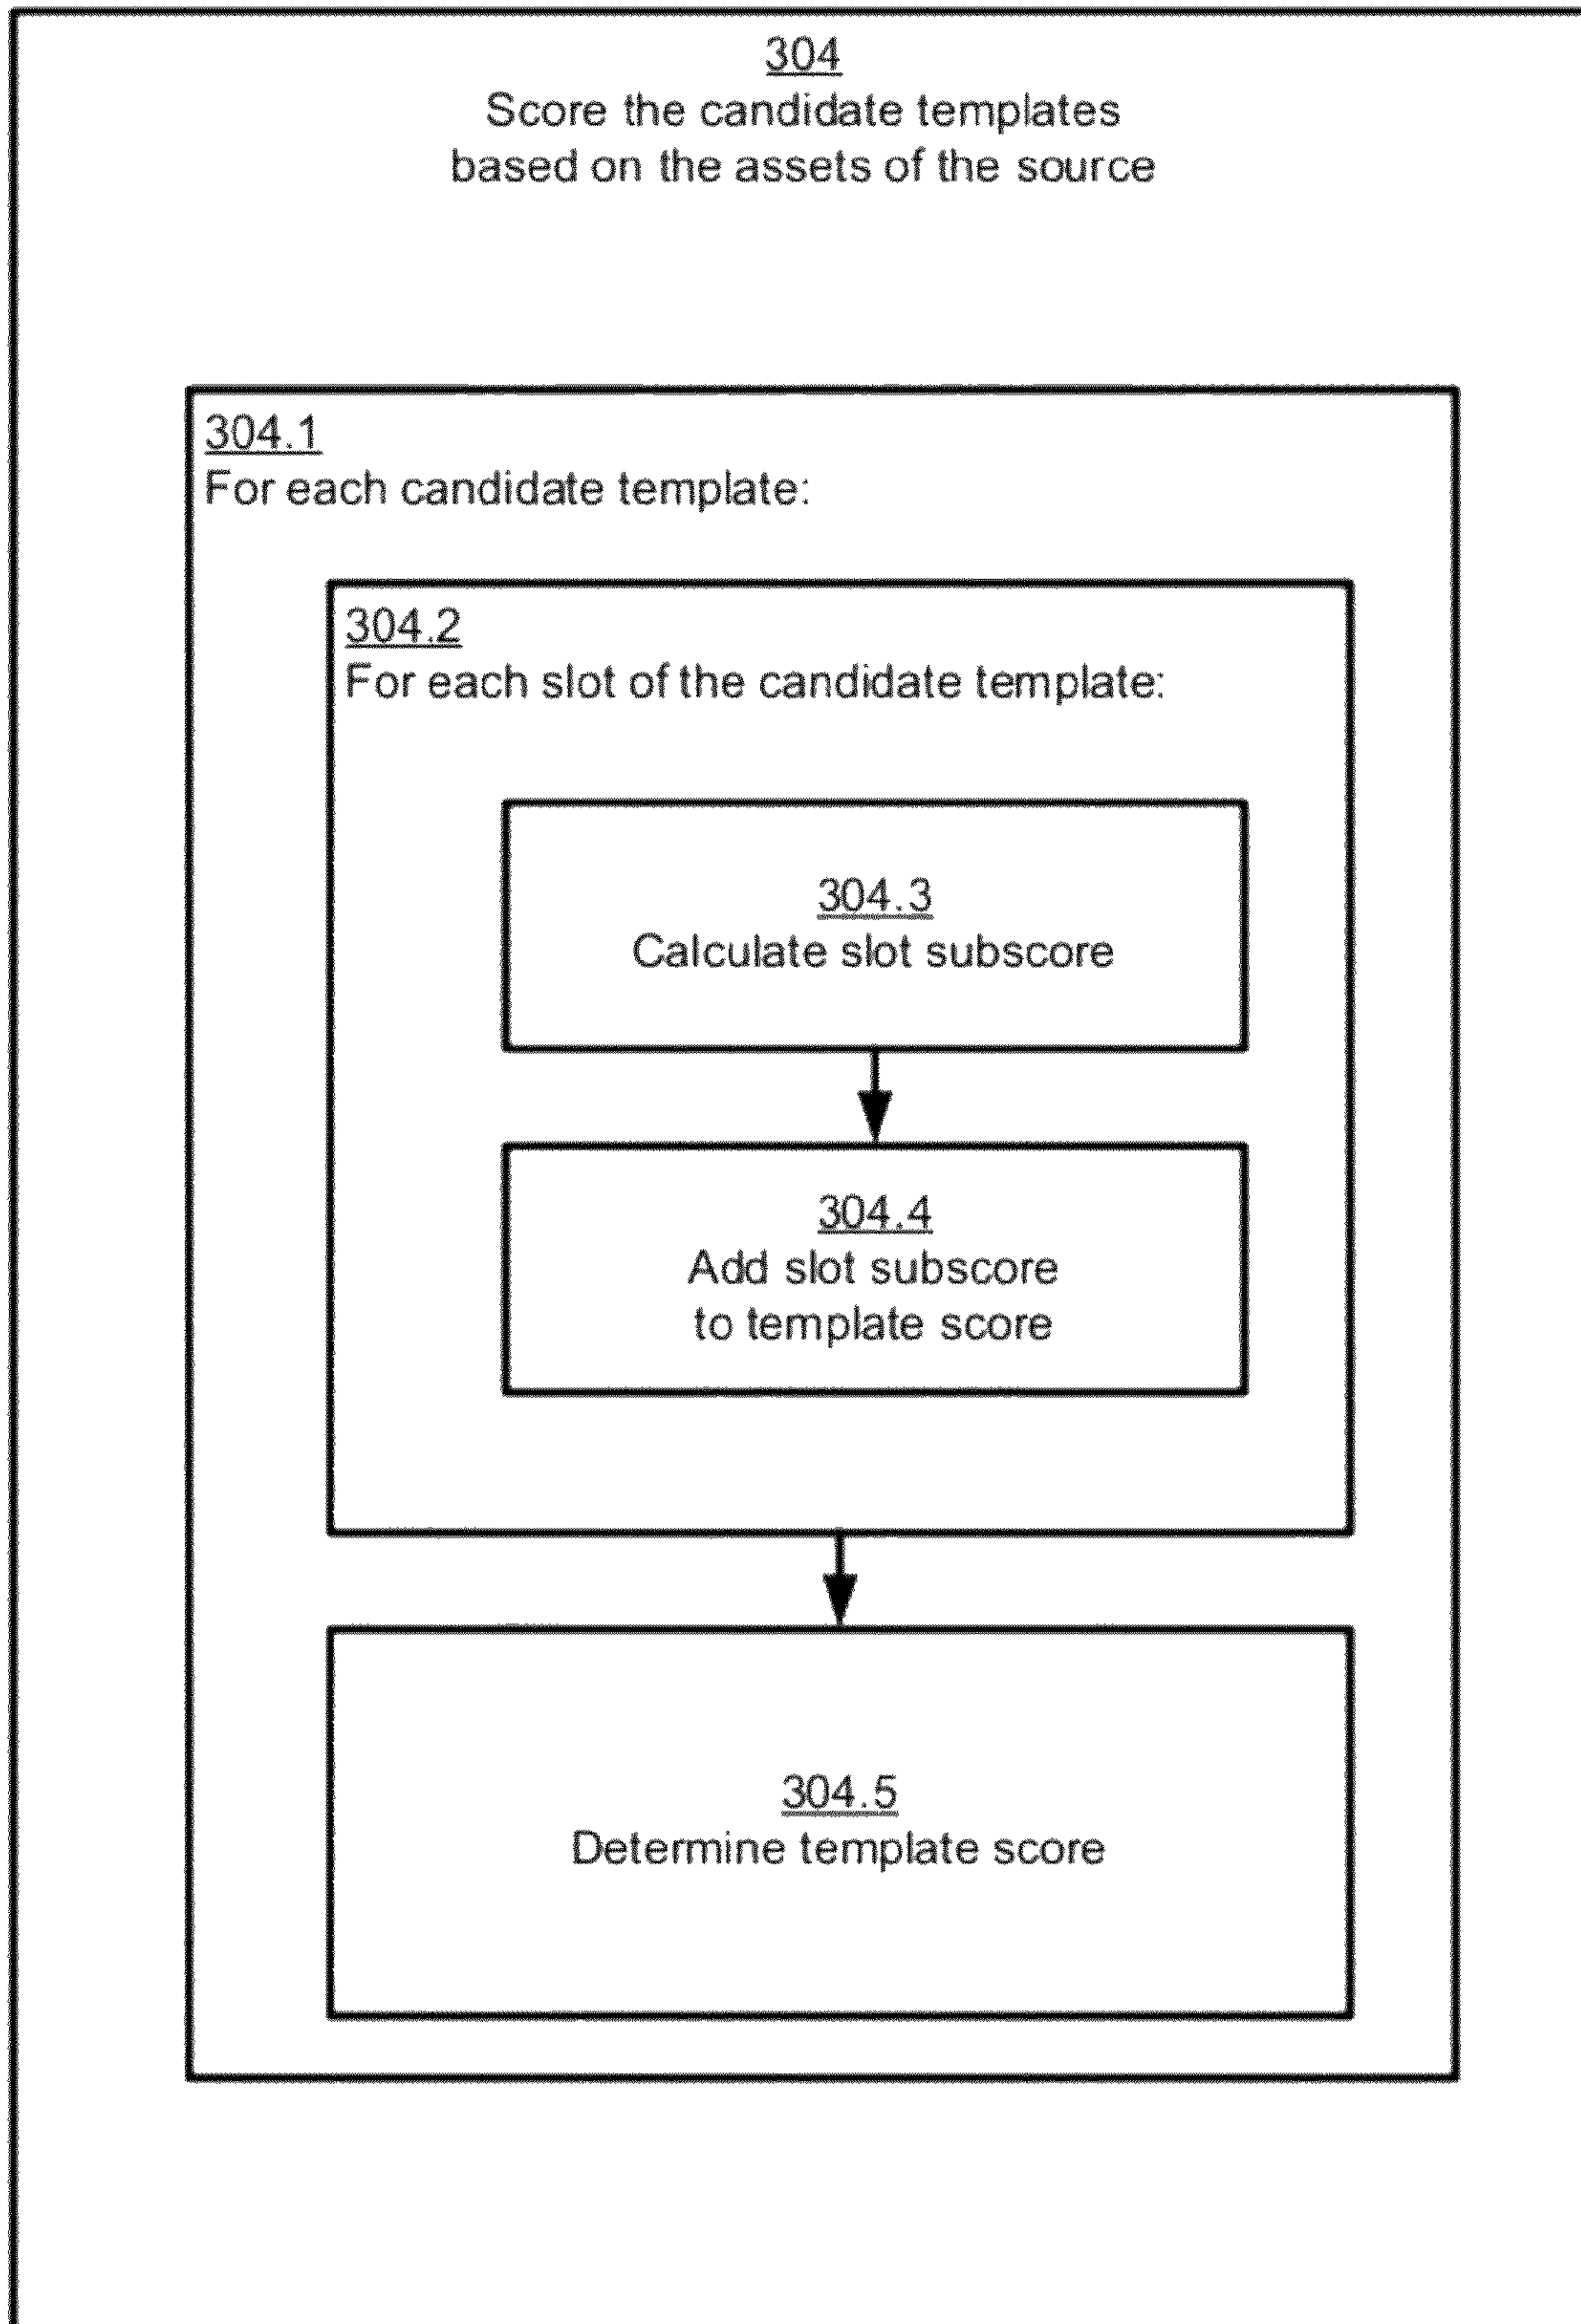 304
Score the candidate templates
based on the assets of the source
304.1
For each candidate template:
304.2
For each slot of the candidate template:
304.3
Calculate slot subscore
304.4
Add slot subscore
to template score
304.5
Determine template score